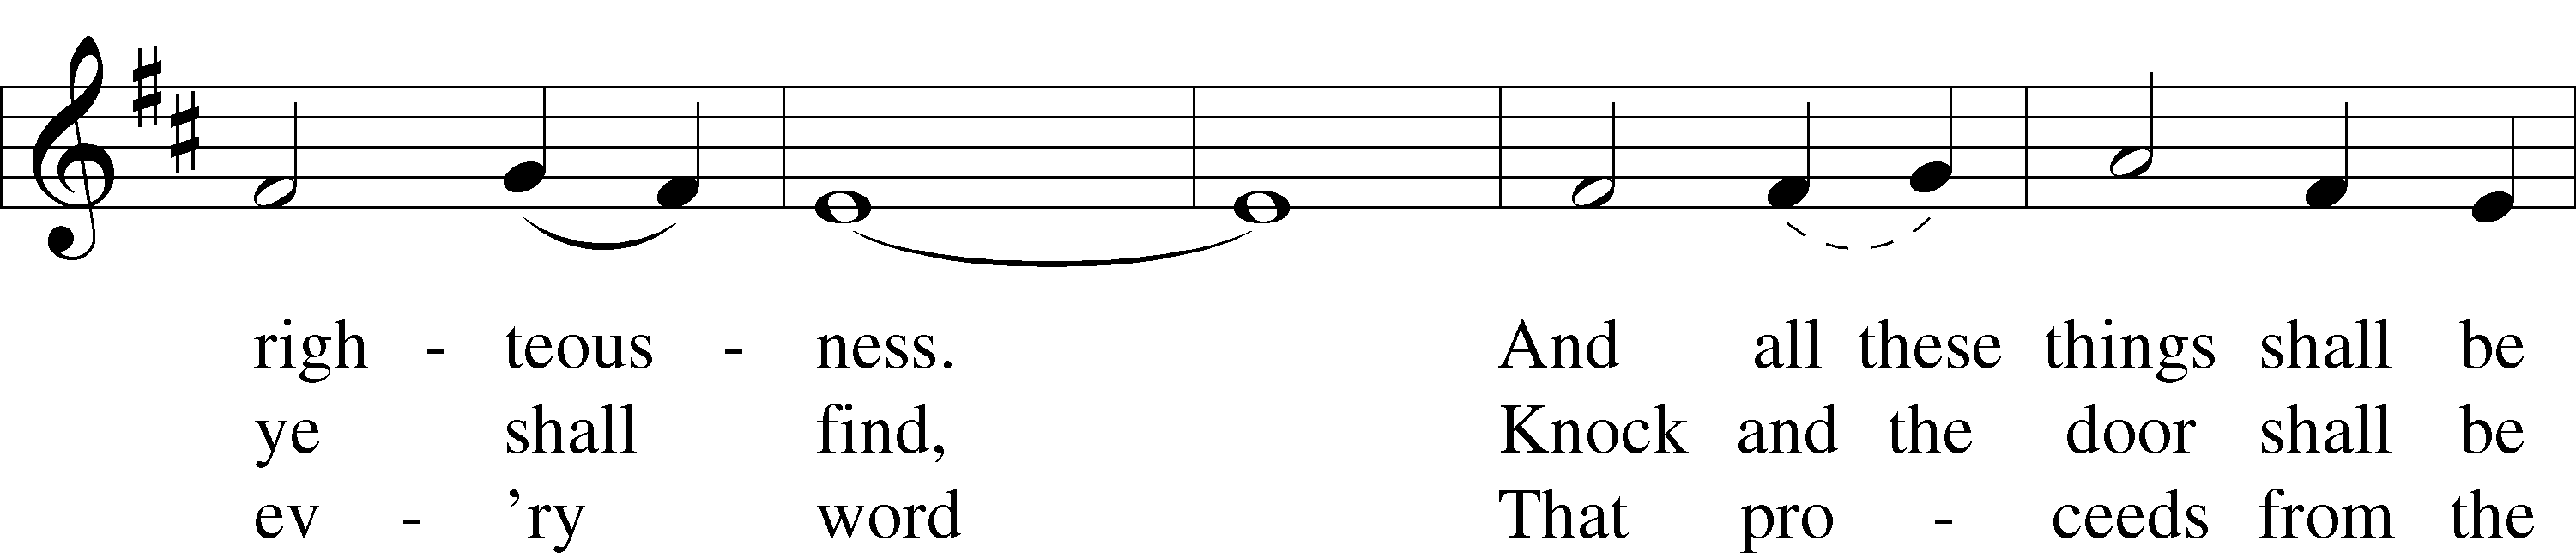 righ - teous - ness. And all these things shall be
ye shall find, Knock and the door shall be
ev - ’ry word That pro - ceeds from the